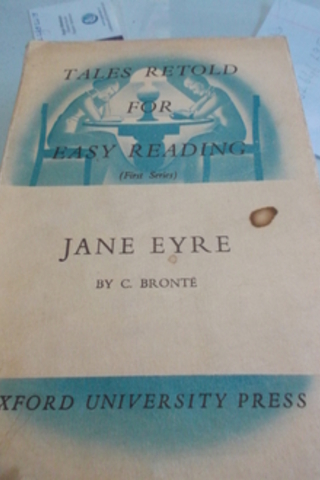 TALES RETOLD
FOR
EASY READING
(First Series)
JANE EYRE
BY C. BRONTË
XFORD UNIVERSITY PRESS